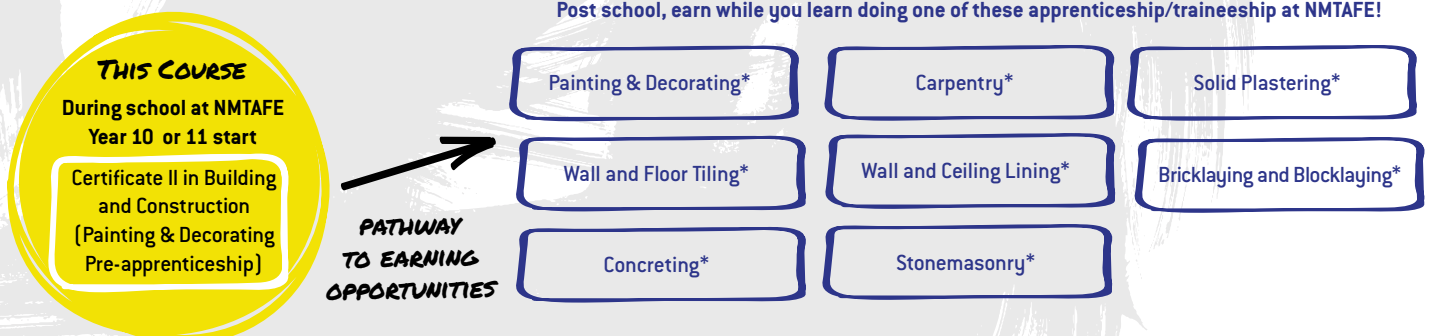 Post school, earn while you learn doing one of these apprenticeship/traineeship at NMTAFE!
THIS COURSE
During school at NMTAFE
Year 10 or 11 start
Certificate II in Building
and Construction
(Painting & Decorating
Pre-apprenticeship)
PATHWAY
TO EARNING
OPPORTUNITIES
Painting & Decorating*
Carpentry*
Solid Plastering*
Wall and Floor Tiling*
Wall and Ceiling Lining*
Bricklaying and Blocklaying*
Concreting*
Stonemasonry*